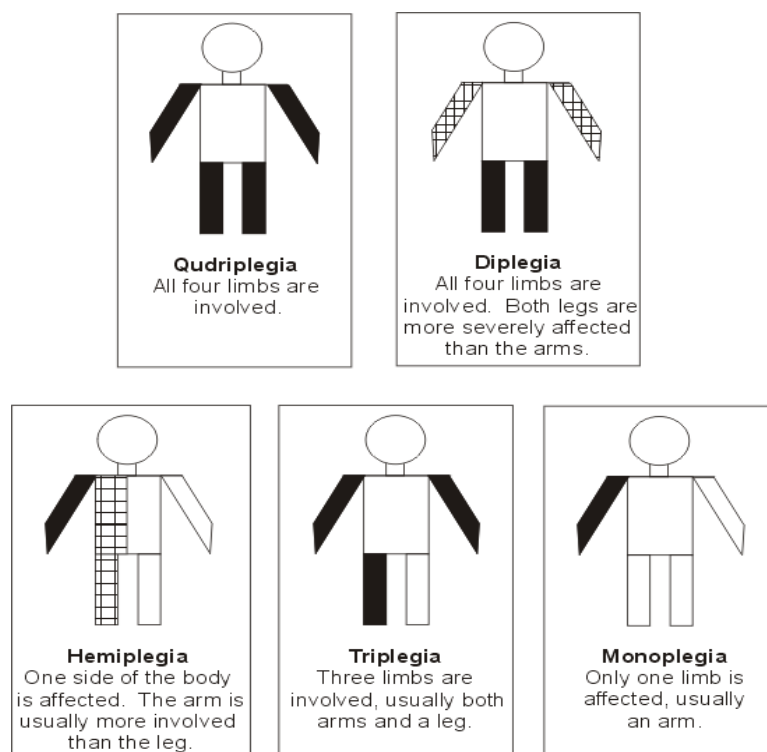 Qudriplegia
All four limbs are
involved.
Diplegia
All four limbs are
involved. Both legs are
more severely affected
than the arms.
Hemiplegia
One side of the body
is affected. The arm is
usually more involved
than the leg.
Triplegia
Three limbs are
involved, usually both
arms and a leg.
Monoplegia
Only one limb is
affected, usually
an arm.